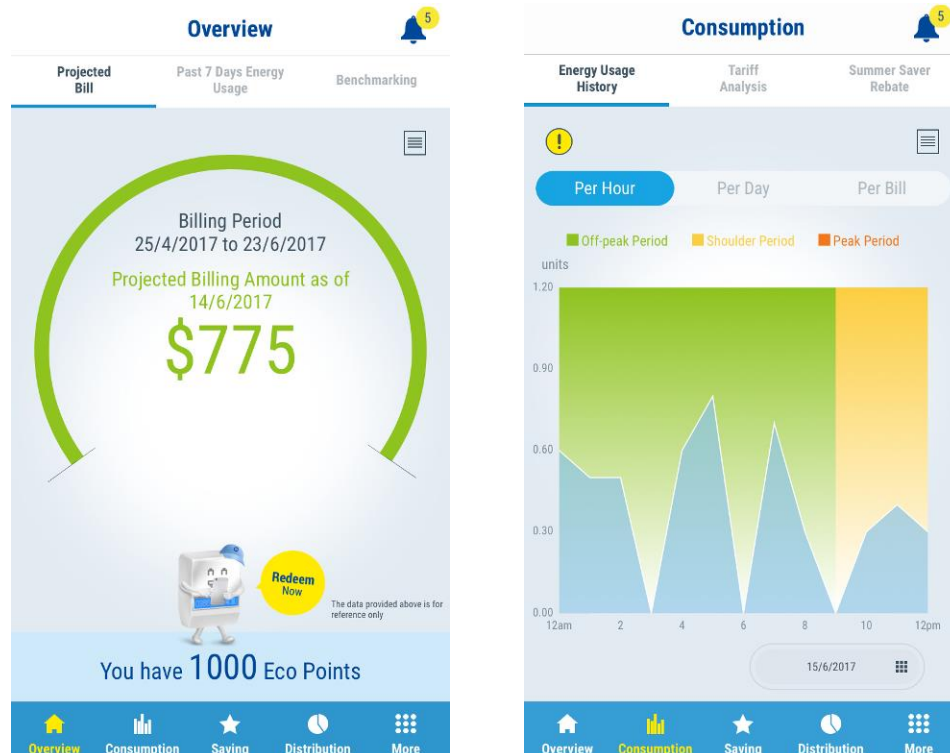 Overview
5
Projected
Bill
Past 7 Days Energy
Usage
Benchmarking
Billing Period
25/4/2017 to 23/6/2017
Projected Billing Amount as of
14/6/2017
$775
Redeem
Now
The data provided above is for
reference only
You have 1000 Eco Points
Overview Consumption Saving Distribution More
Consumption
5
Energy Usage
History
Tariff
Analysis
Summer Saver
Rebate
!
Per Hour Per Day Per Bill
Off-peak Period Shoulder Period Peak Period
units
1.20
0.90
0.60
0.30
0.00
12am 2 4 6 8 10 12pm
15/6/2017
Overview Consumption Saving Distribution More